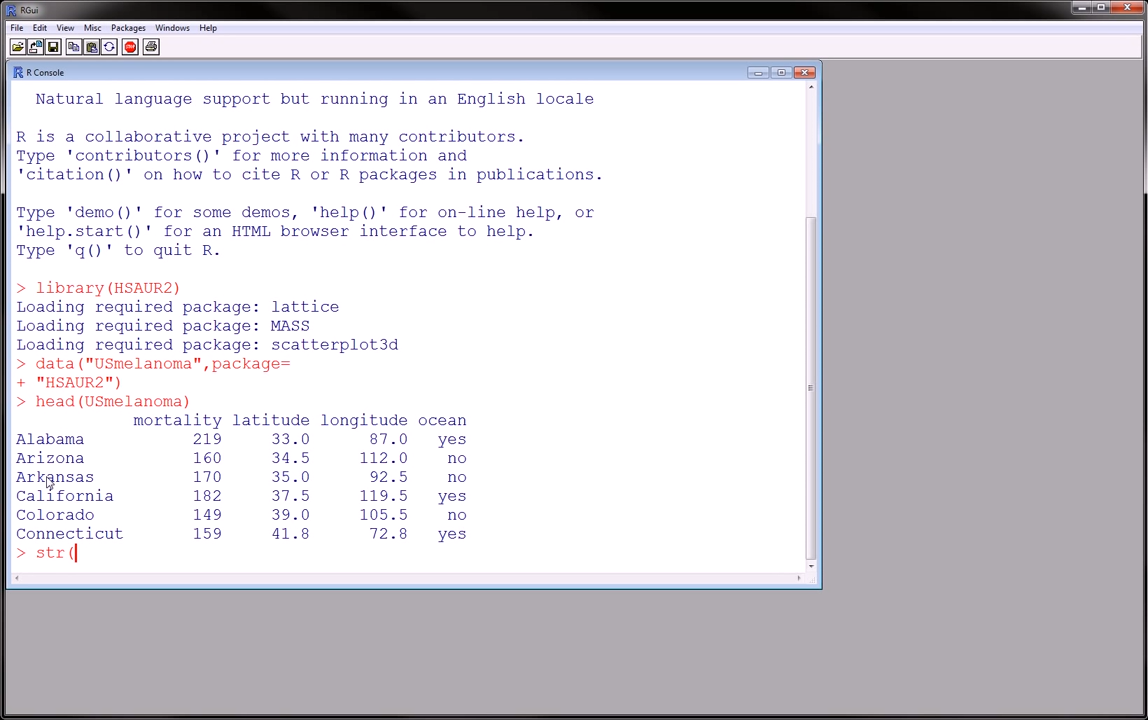 RGui
File Edit View Misc Packages Windows Help
STOP
R Console
Natural language support but running in an English locale
R is a collaborative project with many contributors.
Type 'contributors()' for more information and
'citation()' on how to cite R or R packages in publications.
Type 'demo()' for some demos, 'help()' for on-line help, or
'help.start()' for an HTML browser interface to help.
Type 'q()' to quit R.
> library(HSAUR2)
Loading required package: lattice
Loading required package: MASS
Loading required package: scatterplot3d
> data("USmelanoma",package=
+ "HSAUR2")
> head(USmelanoma)
mortality latitude longitude ocean
Alabama 219 33.0 87.0 yes
Arizona 160 34.5 112.0 no
Arkansas 170 35.0 92.5 no
California 182 37.5 119.5 yes
Colorado 149 39.0 105.5 no
Connecticut 159 41.8 72.8 yes
> str(